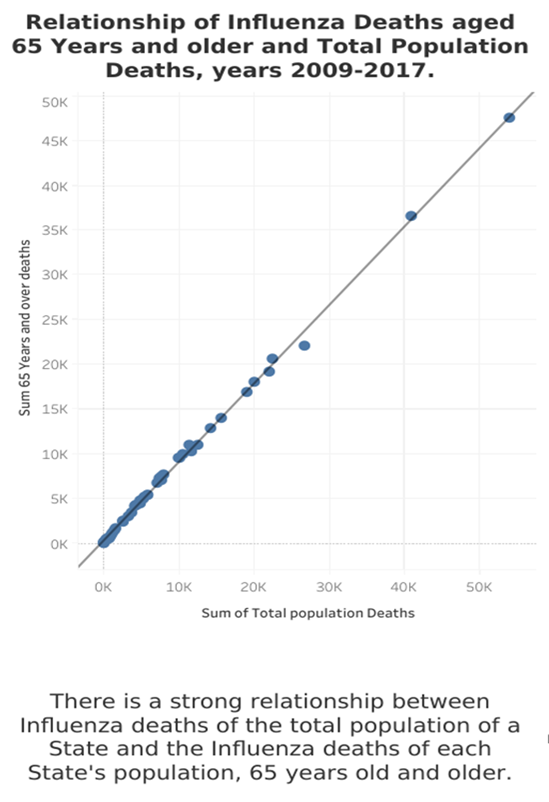 Relationship of Influenza Deaths aged
65 Years and older and Total Population
Deaths, years 2009-2017.
50K
45K
40K
35K
30K
25K
20K
15K
10K
5K
0K
Sum 65 Years and over deaths
0K 10K 20K 30K 40K 50K
Sum of Total population Deaths
There is a strong relationship between
Influenza deaths of the total population of a
State and the Influenza deaths of each
State's population, 65 years old and older.